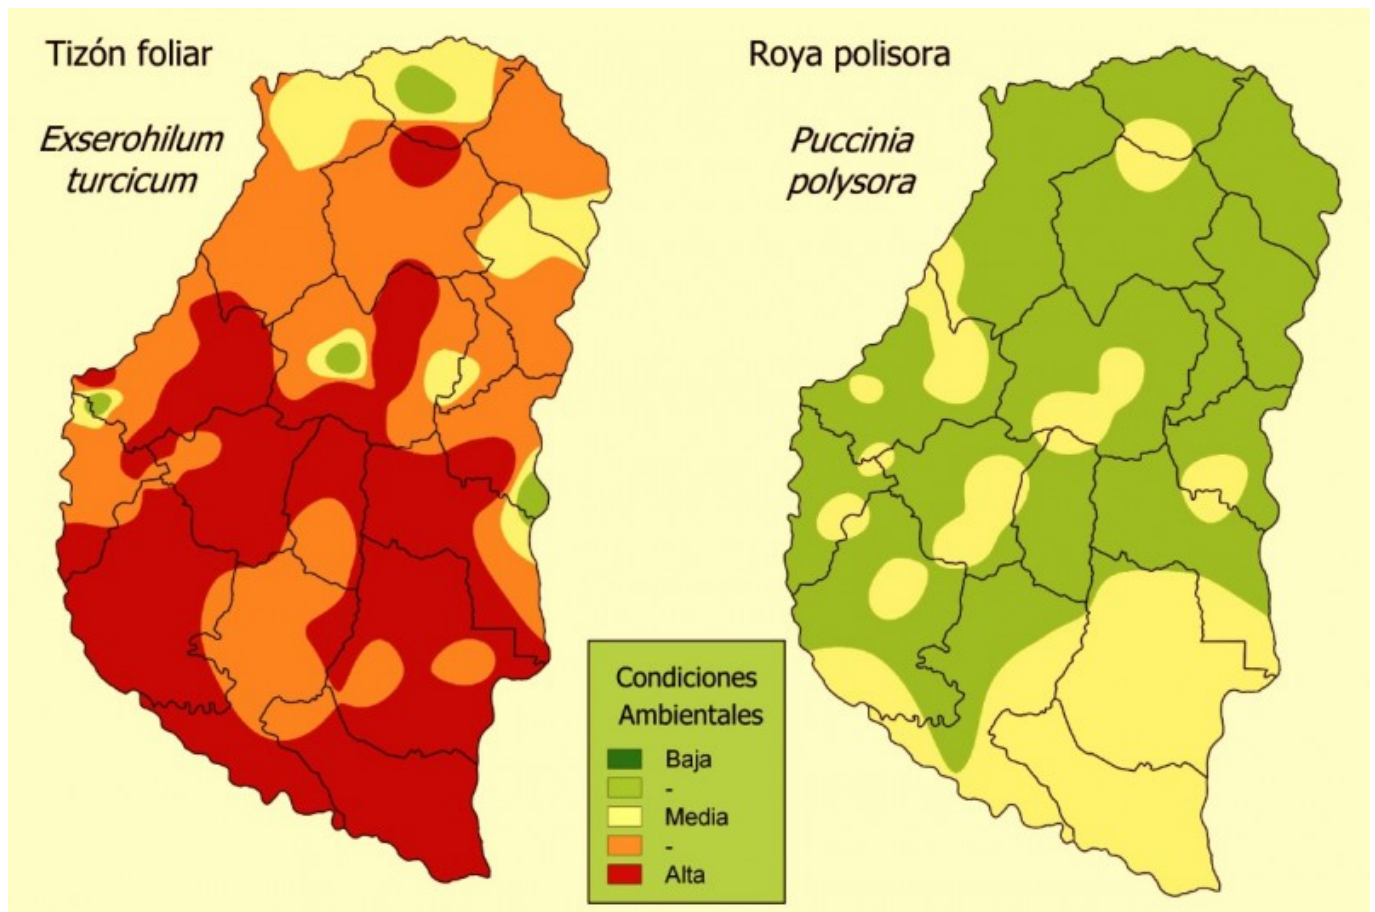 Tizón foliar
Exserohilum
turcicum
Roya polisora
Puccinia
polysora
Condiciones
Ambientales
Baja
-
Media
-
Alta